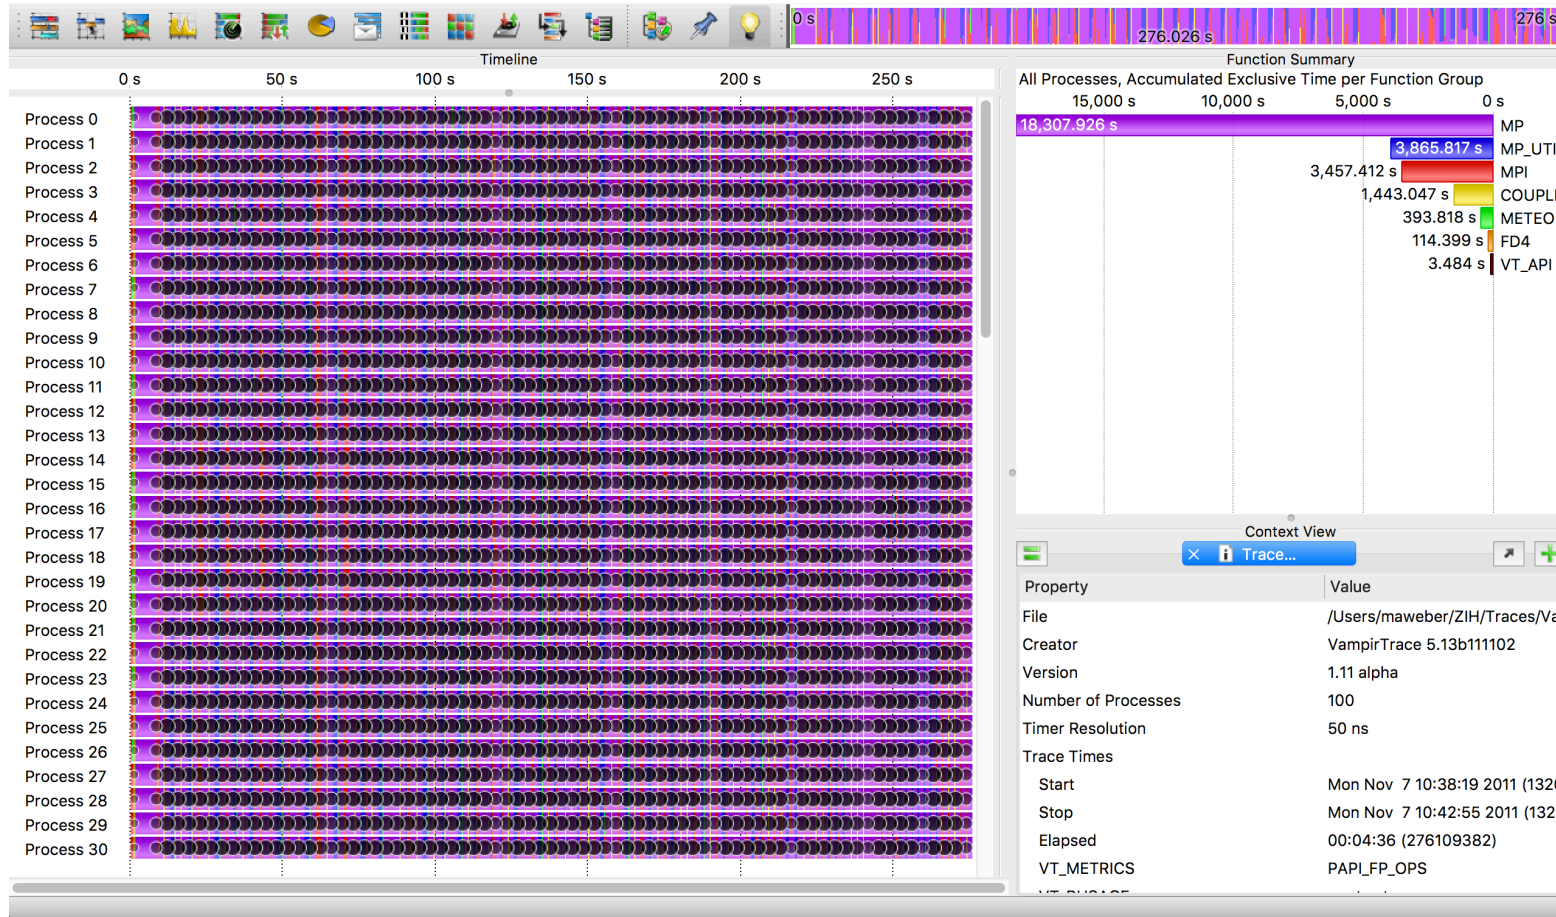 0 s
276 s
276.026 s
Timeline
0 s 50 s 100 s 150 s 200 s 250 s
Process 0
Process 1
Process 2
Process 3
Process 4
Process 5
Process 6
Process 7
Process 8
Process 9
Process 10
Process 11
Process 12
Process 13
Process 14
Process 15
Process 16
Process 17
Process 18
Process 19
Process 20
Process 21
Process 22
Process 23
Process 24
Process 25
Process 26
Process 27
Process 28
Process 29
Process 30
Function Summary
All Processes, Accumulated Exclusive Time per Function Group
15,000 s 10,000 s 5,000 s 0 s
18,307.926 s MP
3,865.817 s MP_UTI
3,457.412 s MPI
1,443.047 s COUPLI
393.818 s METEO
114.399 s FD4
3.484 s VT_API
Context View
Trace...
Property Value
File /Users/maweber/ZIH/Traces/Va
Creator VampirTrace 5.13b111102
Version 1.11 alpha
Number of Processes 100
Timer Resolution 50 ns
Trace Times
Start Mon Nov 7 10:38:19 2011 (132
Stop Mon Nov 7 10:42:55 2011 (132
Elapsed 00:04:36 (276109382)
VT_METRICS PAPI_FP_OPS